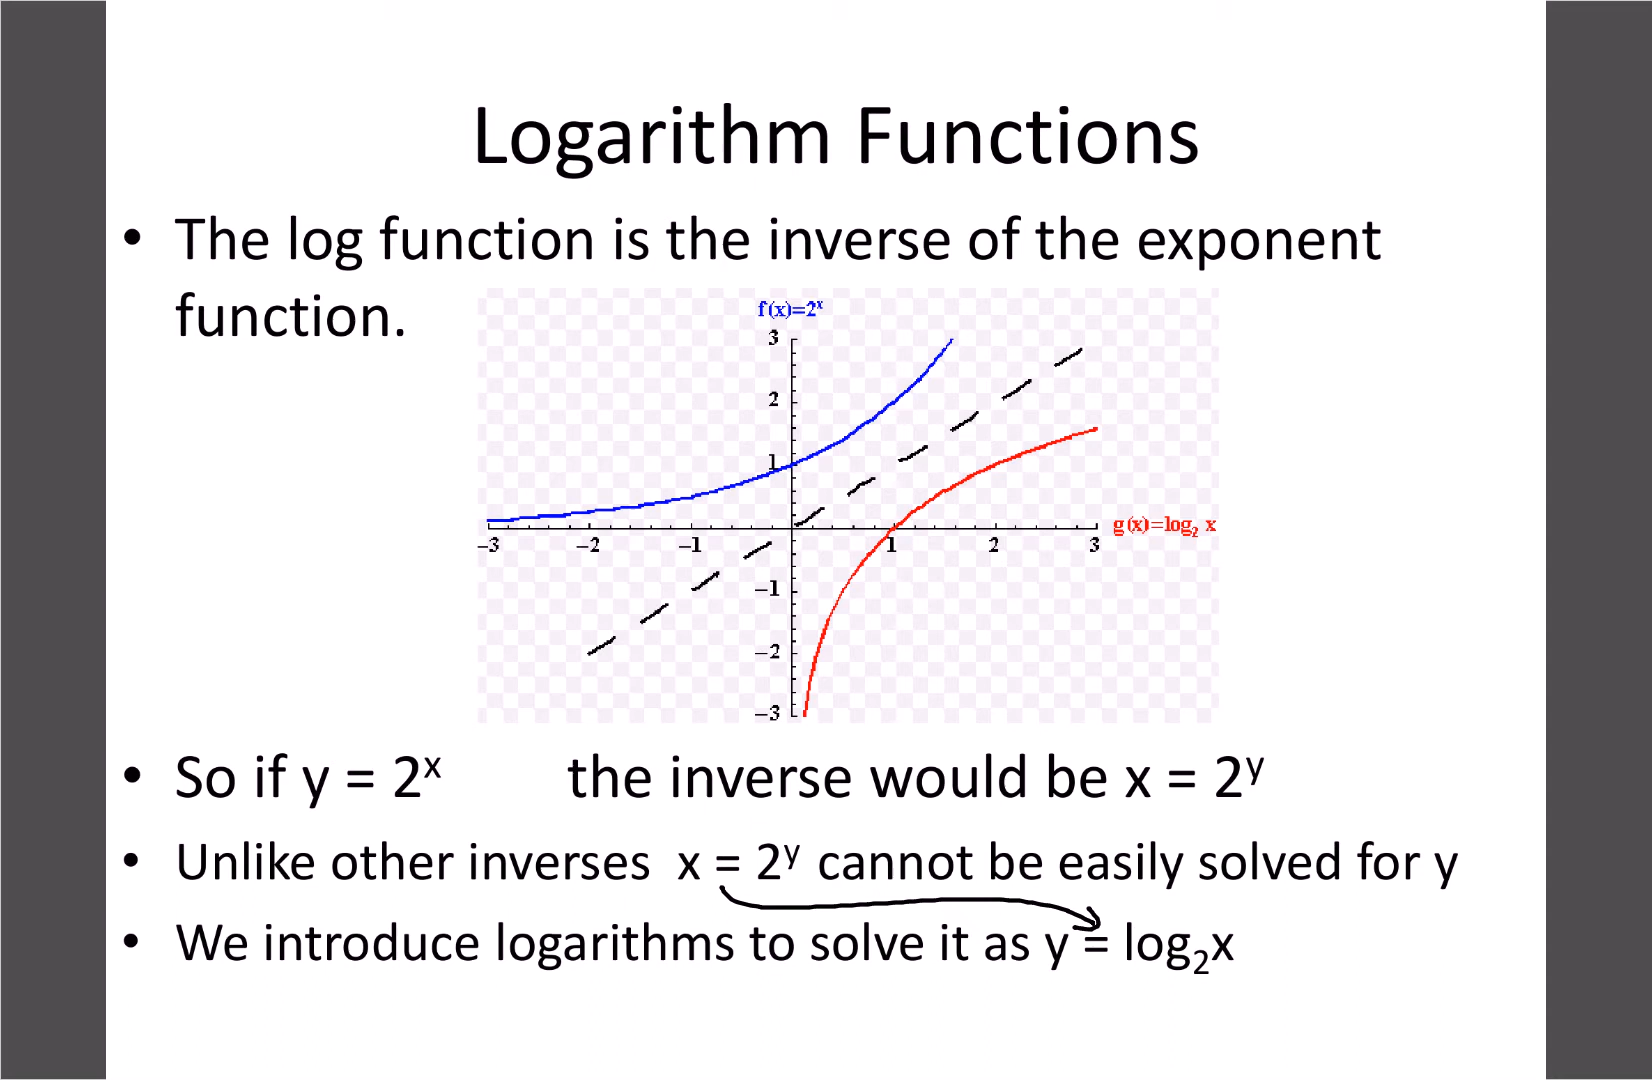 Logarithm Functions
• The log function is the inverse of the exponent
function.
f(x)=2ˣ
3
2
1
−3 −2 −1 1 2 3
g(x)=log₂ x
−1
−2
−3
• So if y = 2ˣ the inverse would be x = 2ʸ
• Unlike other inverses x = 2ʸ cannot be easily solved for y
• We introduce logarithms to solve it as y = log₂x